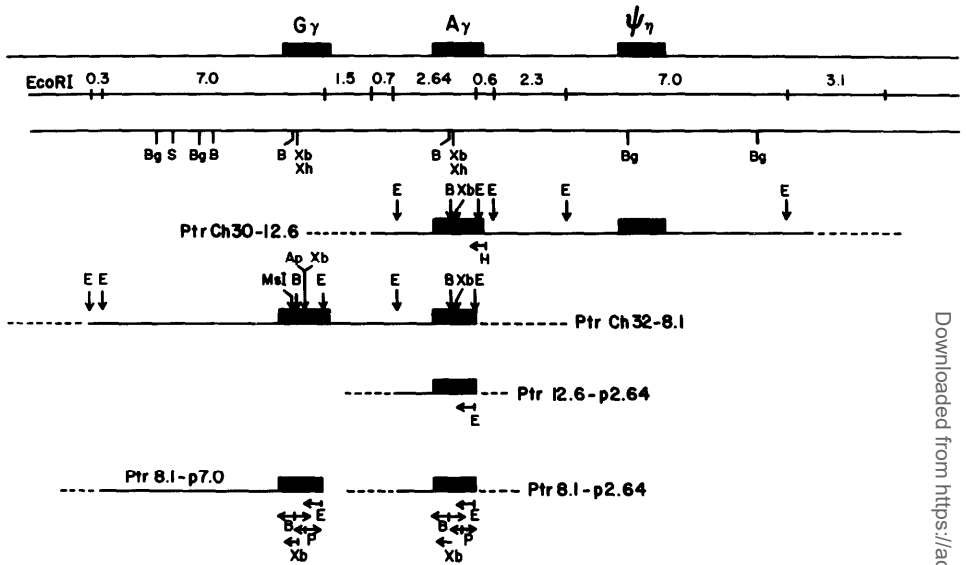 Gγ Aγ ψη
EcoRI 0.3 7.0 1.5 0.7 2.64 0.6 2.3 7.0 3.1
Bg S Bg B B Xb B Xb Bg Bg
Xh Xh
E B Xb E E E E
Ptr Ch30-12.6
H
Ap Xb
E E MsI B E E B Xb E
Ptr Ch32-8.1
Ptr 12.6-p2.64
E
Ptr 8.1-p7.0
Ptr 8.1-p2.64
E E
B P B P
Xb Xb
Downloaded from https://ac